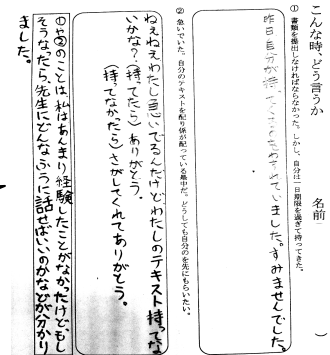 こんな時、どう言うか
名前
① 書類を提出しなければならなかった。しかし、自分は一日期限を過ぎて持ってきた。
昨日自分が持ってくるのをわすれていました。すみませんでした。
② 急いでいた。自分のテキストを配り係が配っている最中だ。どうしても自分のを先にもらいたい。
ねえねえわたし急いでるんだけど、わたしのテキスト持ったな
いかな?(持ってたら)ありがとう。
(持ってなかったら)さがしてくれてありがとう。
①や②のことは、私はあんまり経験したことがなかったけど、もし
そうなったら、先生にどんなふうに話せばいいのかなどが分かり
ました。